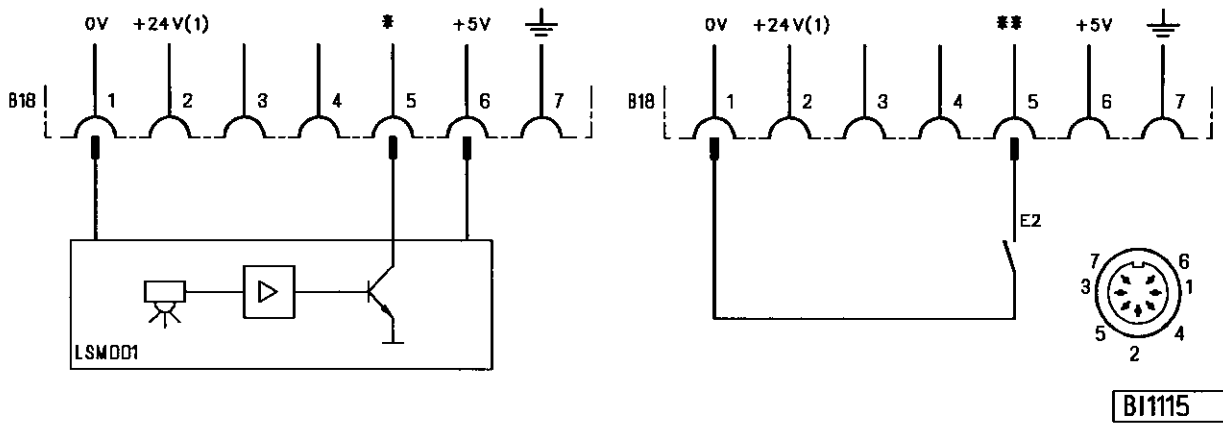 0V +24V(1) * +5V
B18 1 2 3 4 5 6 7
LSM001
0V +24V(1) ** +5V
B18 1 2 3 4 5 6 7
E2
7 6
3 1
5 4
2
BI1115